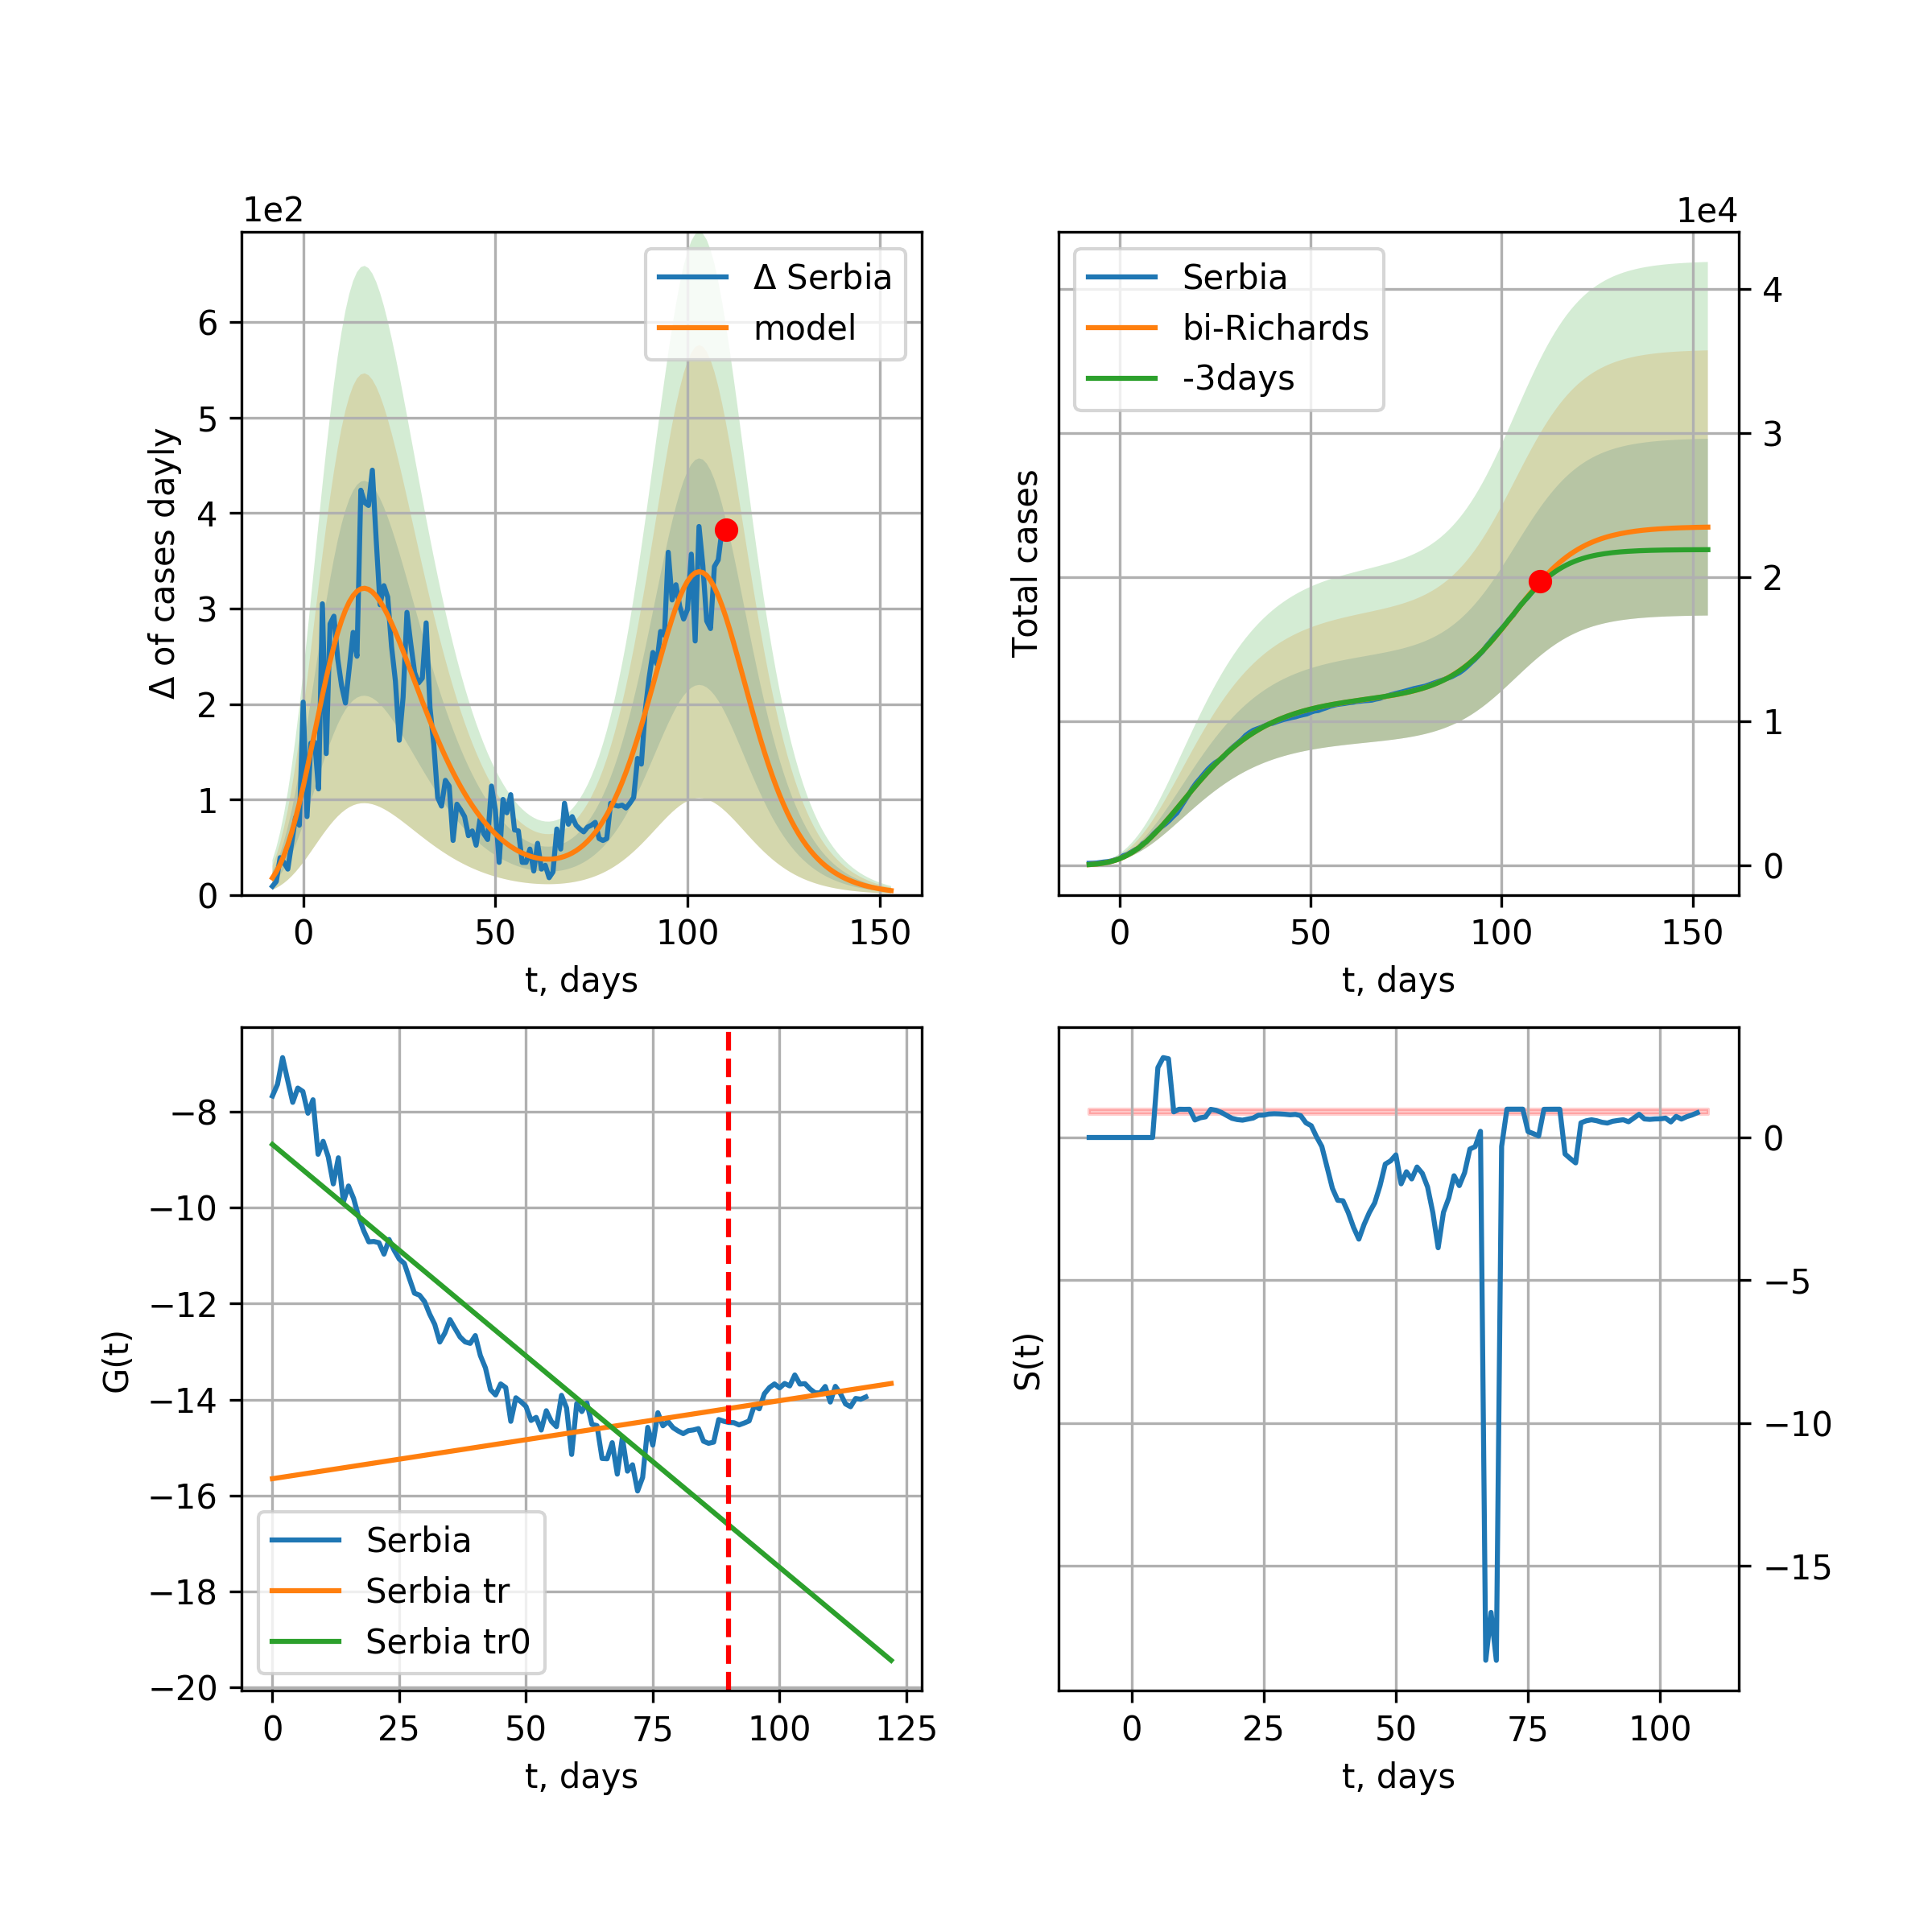 1e2
Δ of cases dayly
6
5
4
3
2
1
0
Δ Serbia
model
0 50 100 150
t, days
1e4
Total cases
Serbia
bi-Richards
-3days
4
3
2
1
0
0 50 100 150
t, days
G(t)
−8
−10
−12
−14
−16
−18
−20
Serbia
Serbia tr
Serbia tr0
0 25 50 75 100 125
t, days
S(t)
0
−5
−10
−15
0 25 50 75 100
t, days